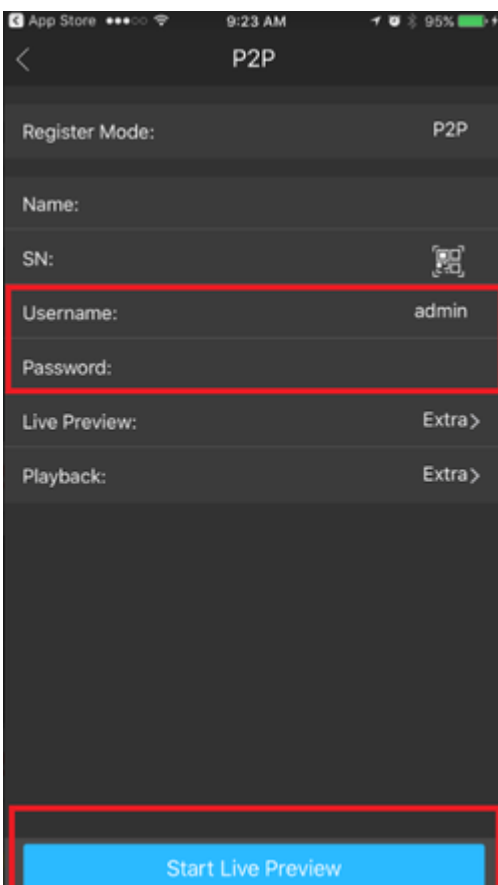 App Store 9:23 AM 95%
P2P
Register Mode: P2P
Name:
SN:
Username: admin
Password:
Live Preview: Extra>
Playback: Extra>
Start Live Preview